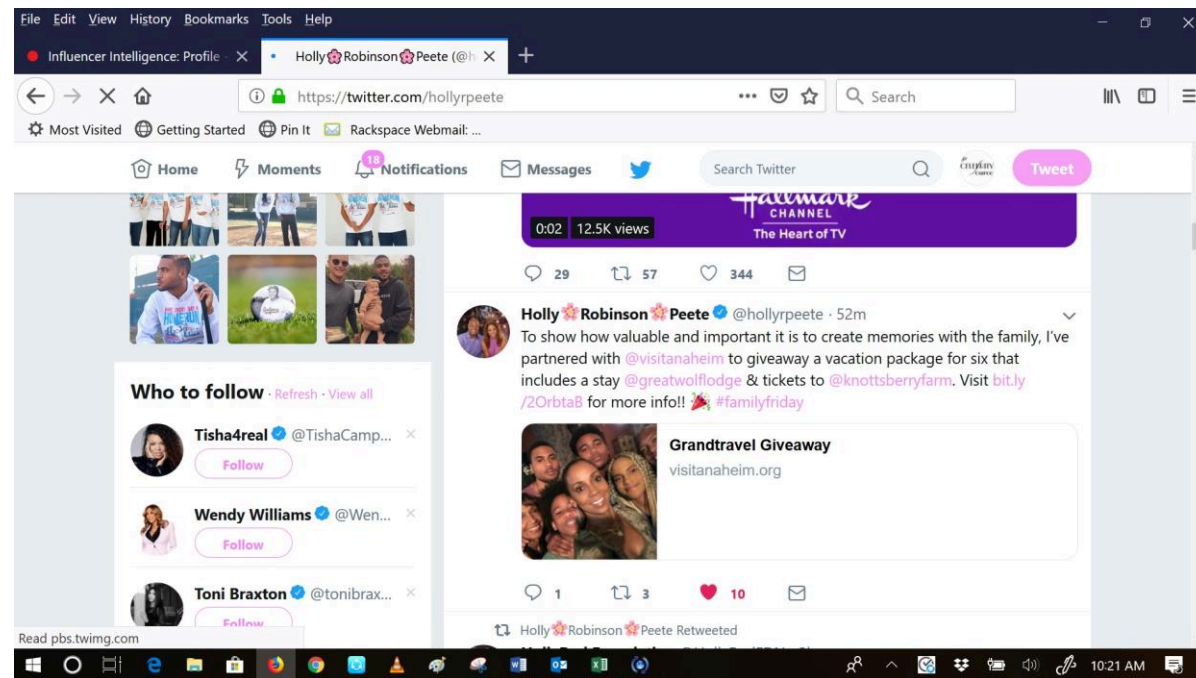 File Edit View History Bookmarks Tools Help
Influencer Intelligence: Profile -
Holly🌸Robinson🌸Peete (@h
https://twitter.com/hollyrpeete
Search
Most Visited Getting Started Pin It Rackspace Webmail: ...
Home Moments 18 Notifications Messages Search Twitter Tweet
Hallmark
CHANNEL
The Heart of TV
0:02 12.5K views
29 57 344
Holly🌸Robinson🌸Peete @hollyrpeete · 52m
To show how valuable and important it is to create memories with the family, I've
partnered with @visitanaheim to giveaway a vacation package for six that
includes a stay @greatwolflodge & tickets to @knottsberryfarm. Visit bit.ly
/2OrbtaB for more info!! 🎉 #familyfriday
Grandtravel Giveaway
visitanaheim.org
1 3 10
Holly🌸Robinson🌸Peete Retweeted
Who to follow · Refresh · View all
Tisha4real @TishaCamp...
Follow
Wendy Williams @Wen...
Follow
Toni Braxton @tonibrax...
Follow
Read pbs.twimg.com
10:21 AM